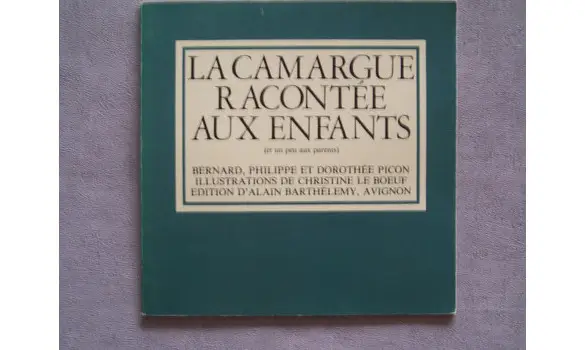 LA CAMARGUE
RACONTÉE
AUX ENFANTS
(et un peu aux parents)
BERNARD, PHILIPPE ET DOROTHÉE PICON
ILLUSTRATIONS DE CHRISTINE LE BOEUF
EDITION D'ALAIN BARTHÉLEMY, AVIGNON